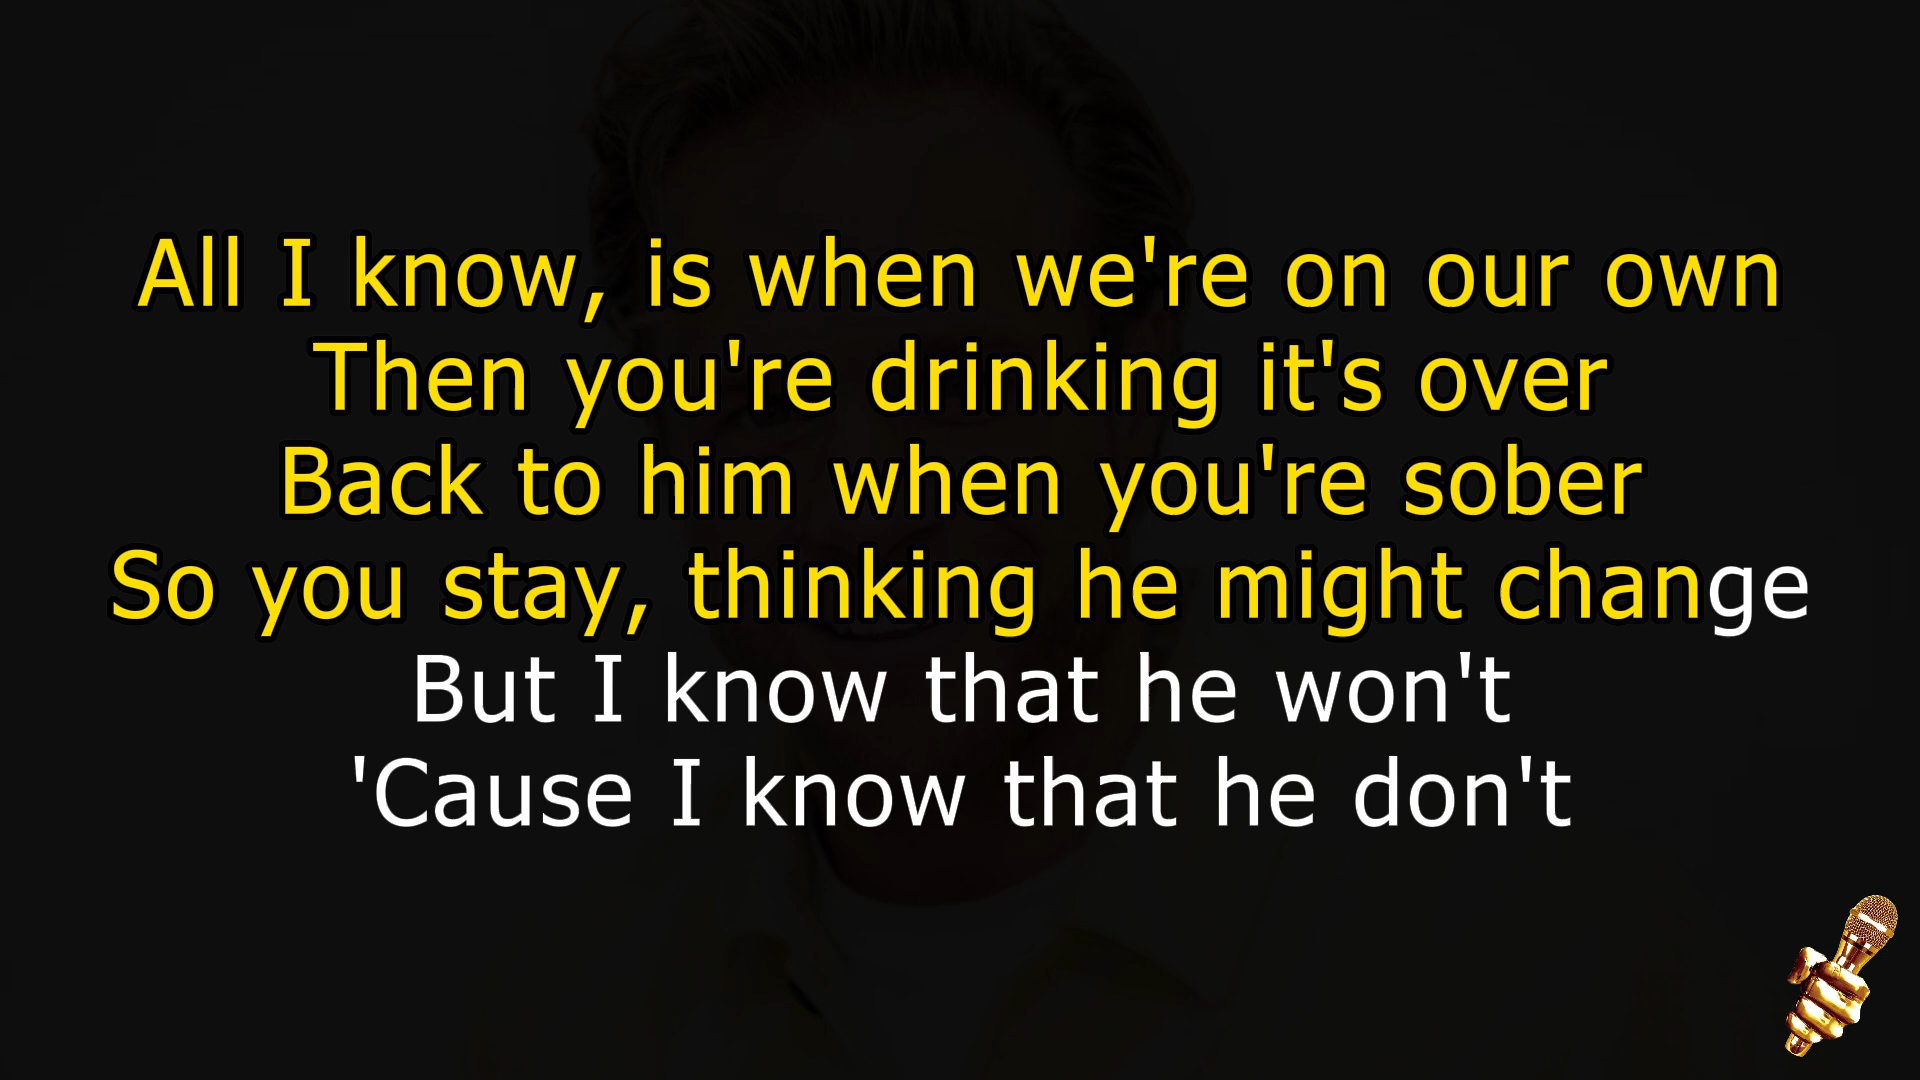 All I know, is when we're on our own
Then you're drinking it's over
Back to him when you're sober
So you stay, thinking he might change
But I know that he won't
'Cause I know that he don't